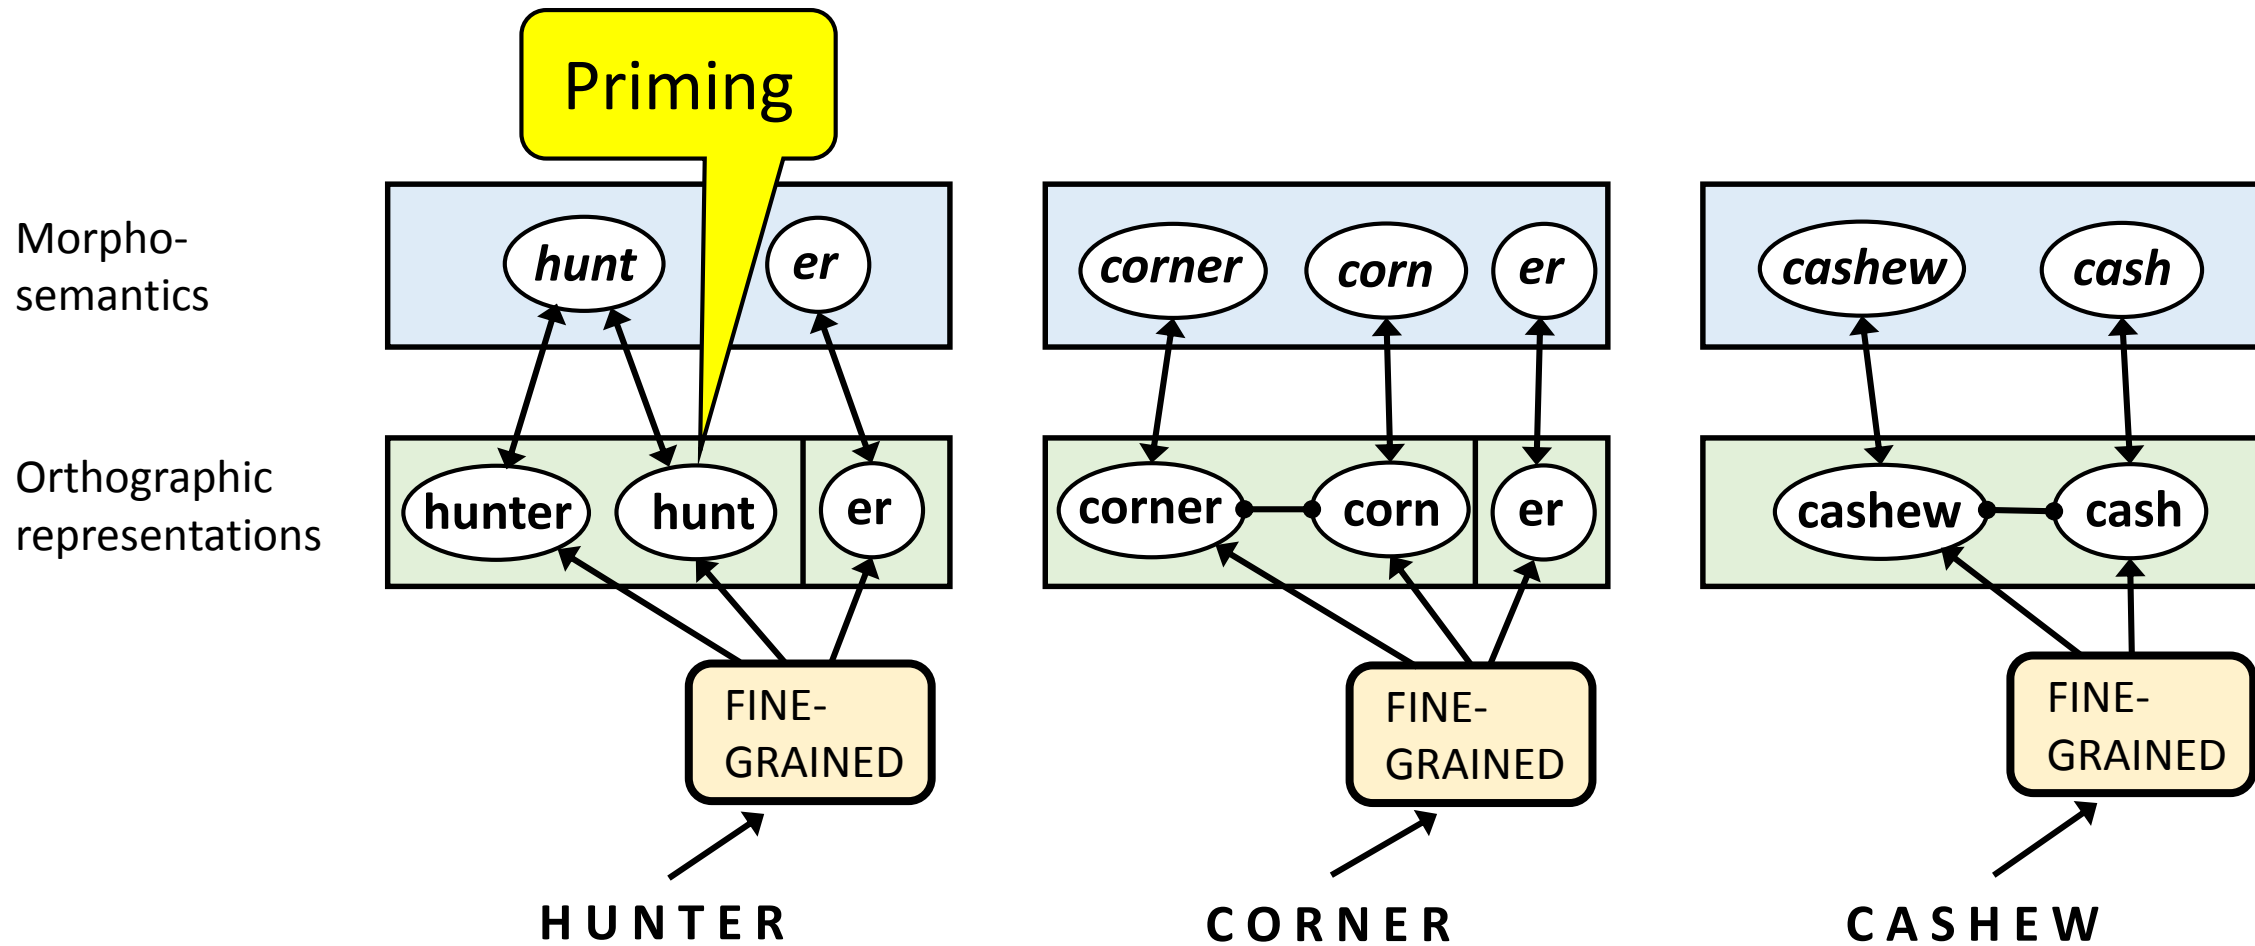 Priming
Morpho-
semantics
hunt
er
corner
corn
er
cashew
cash
Orthographic
representations
hunter
hunt
er
corner
corn
er
cashew
cash
FINE-
GRAINED
FINE-
GRAINED
FINE-
GRAINED
HUNTER
CORNER
CASHEW